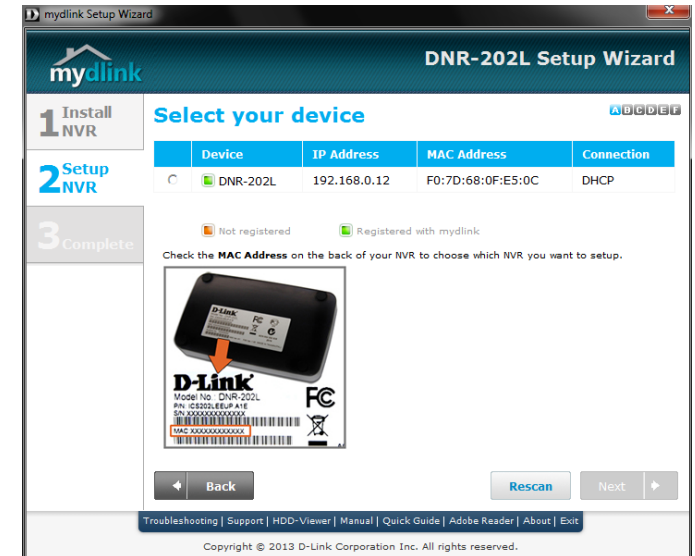 mydlink Setup Wizard
mydlink
DNR-202L Setup Wizard
1 Install NVR
2 Setup NVR
3 Complete
Select your device
A B C D E F
Device IP Address MAC Address Connection
DNR-202L 192.168.0.12 F0:7D:68:0F:E5:0C DHCP
Not registered Registered with mydlink
Check the MAC Address on the back of your NVR to choose which NVR you want to setup.
D-Link
FC
D-Link
Model No.: DNR-202L
P/N :ICS202LEEUP.A1E
S/N XXXXXXXXXXXXX
MAC XXXXXXXXXXXX
FC
Back
Rescan
Next
Troubleshooting | Support | HDD-Viewer | Manual | Quick Guide | Adobe Reader | About | Exit
Copyright © 2013 D-Link Corporation Inc. All rights reserved.